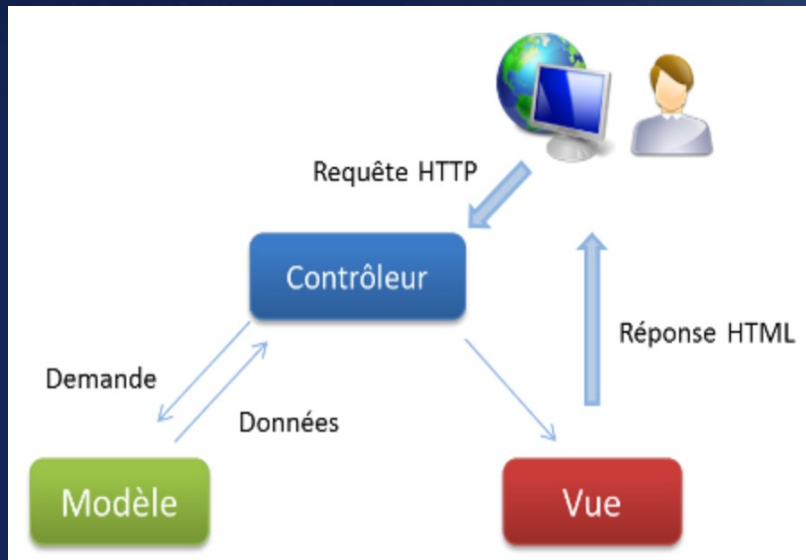 Requête HTTP
Contrôleur
Réponse HTML
Demande
Données
Modèle
Vue